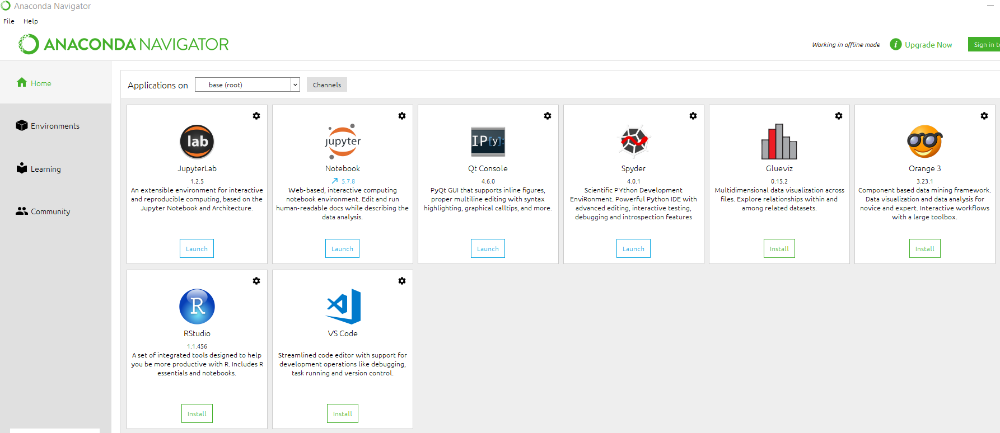 Anaconda Navigator
File Help
ANACONDA NAVIGATOR
Working in offline mode
Upgrade Now
Sign in
Home
Environments
Learning
Community
Applications on
base (root)
Channels
lab
JupyterLab
1.2.5
An extensible environment for interactive
and reproducible computing, based on the
Jupyter Notebook and Architecture.
Launch
jupyter
Notebook
5.7.8
Web-based, interactive computing
notebook environment. Edit and run
human-readable docs while describing the
data analysis.
Launch
IP[y]:
Qt Console
4.6.0
PyQt GUI that supports inline figures,
proper multiline editing with syntax
highlighting, graphical calltips, and more.
Launch
Spyder
4.0.1
Scientific PYthon Development
EnviRonment. Powerful Python IDE with
advanced editing, interactive testing,
debugging and introspection features
Launch
Glueviz
0.15.2
Multidimensional data visualization across
files. Explore relationships within and
among related datasets.
Install
Orange 3
3.23.1
Component based data mining framework.
Data visualization and data analysis for
novice and expert. Interactive workflows
with a large toolbox.
Install
R
RStudio
1.1.456
A set of integrated tools designed to help
you be more productive with R. Includes R
essentials and notebooks.
Install
VS Code
Streamlined code editor with support for
development operations like debugging,
task running and version control.
Install